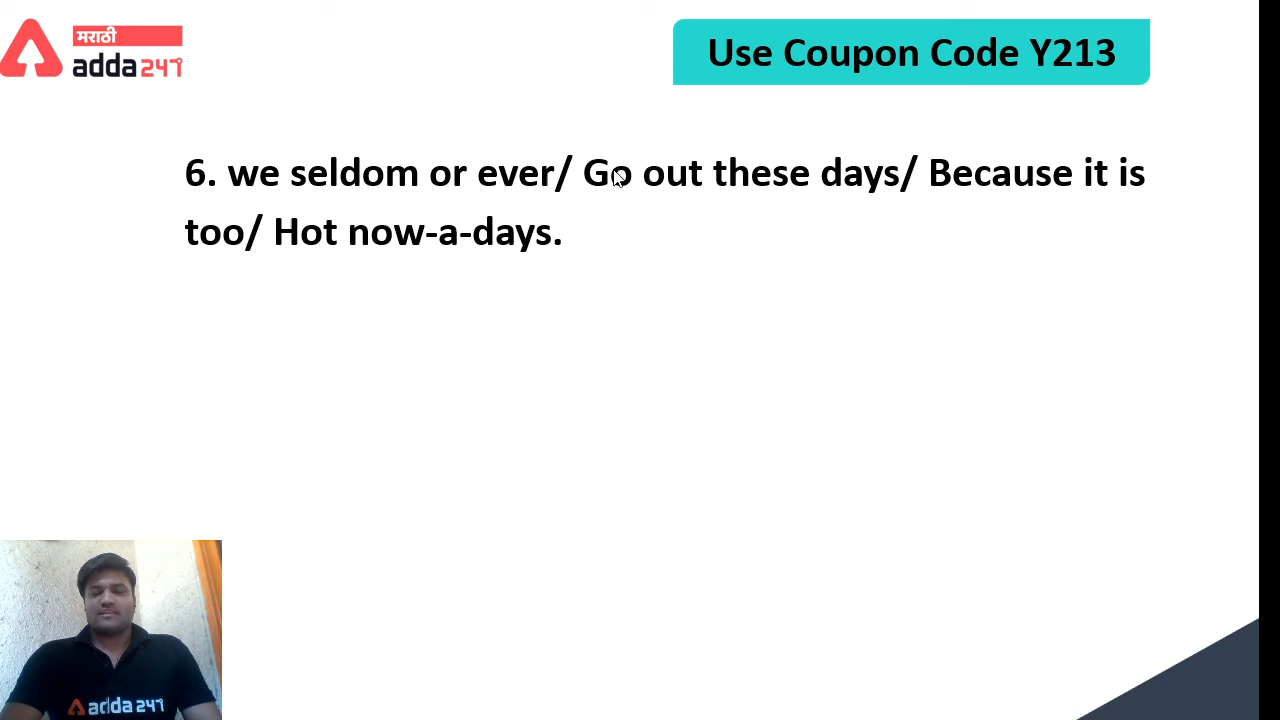 मराठी
adda247
Use Coupon Code Y213
6. we seldom or ever/ Go out these days/ Because it is
too/ Hot now-a-days.
adda247